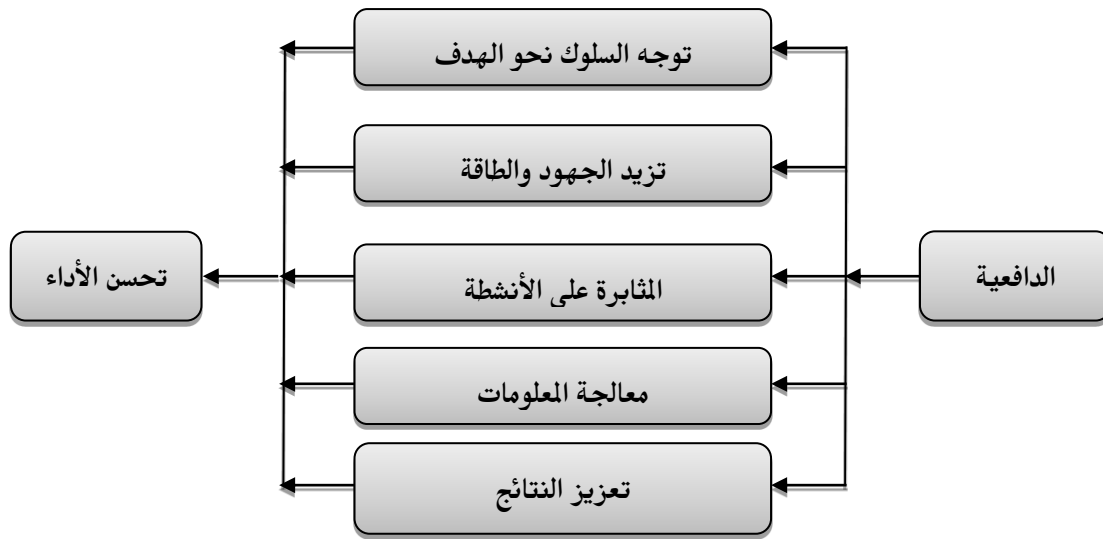 توجه السلوك نحو الهدف
تزيد الجهود والطاقة
الدافعية
المثابرة على الأنشطة
تحسن الأداء
معالجة المعلومات
تعزيز النتائج